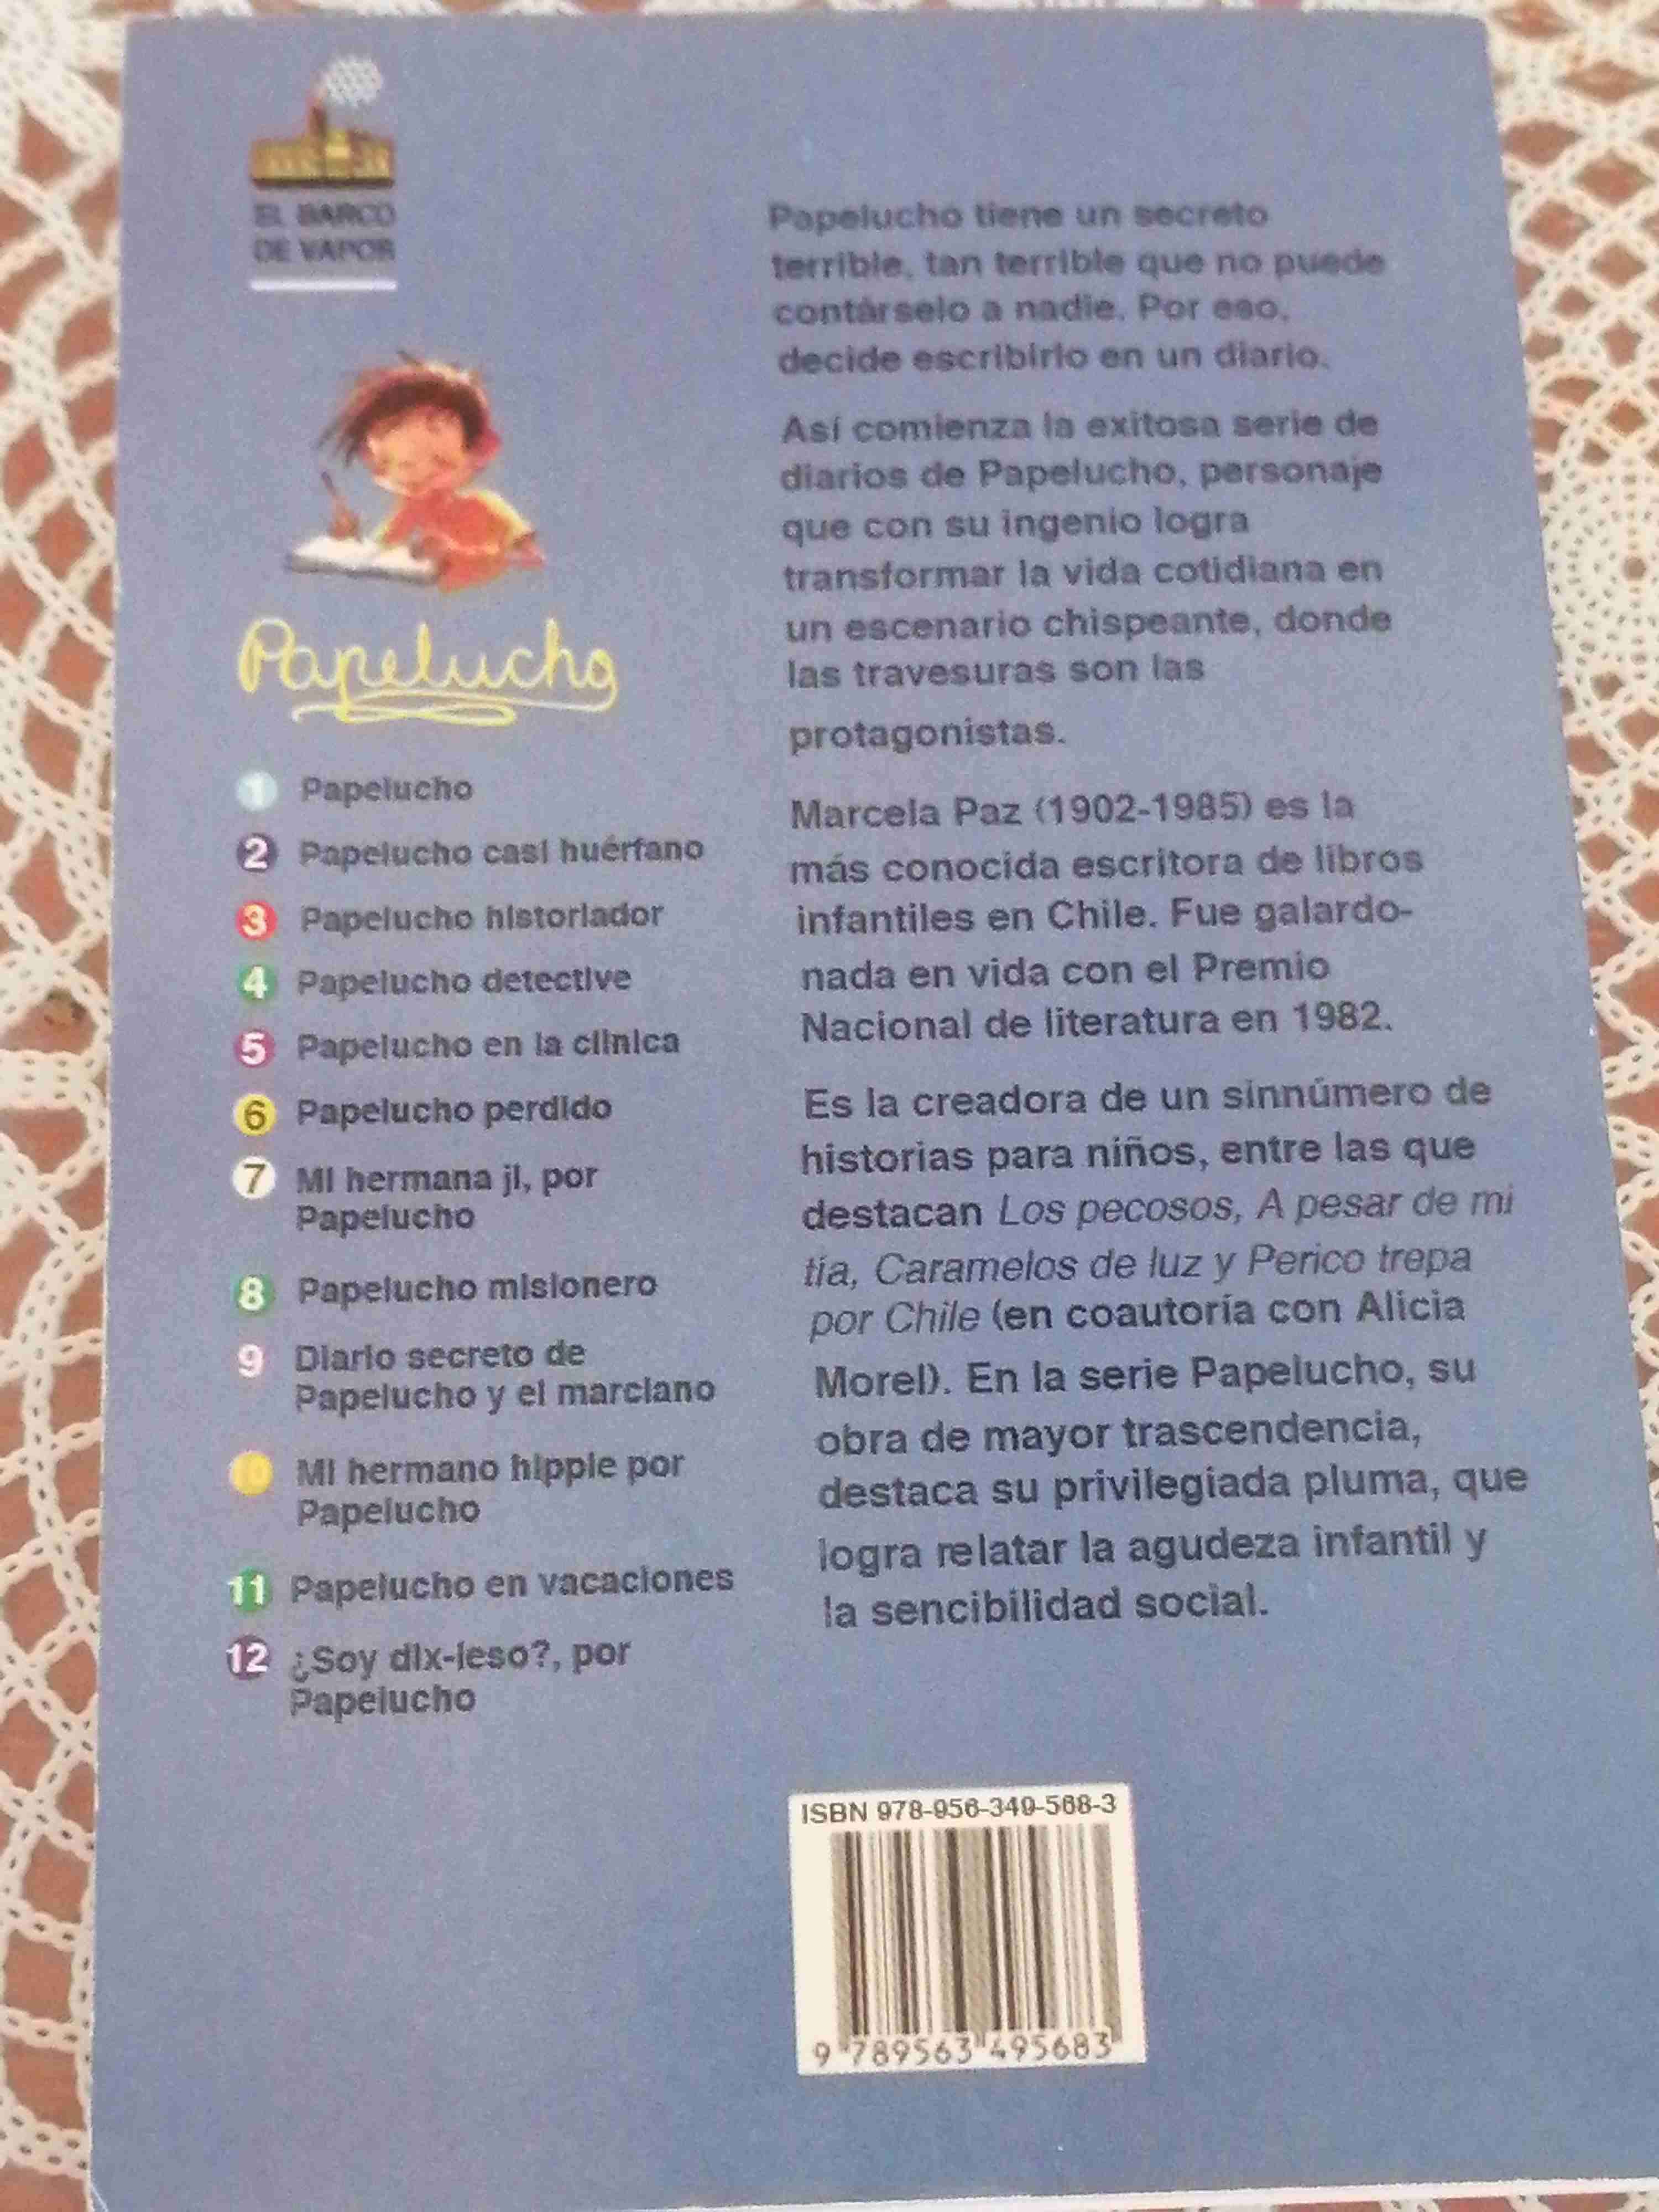 EL BARCO
DE VAPOR
Papelucho
1 Papelucho
2 Papelucho casi huérfano
3 Papelucho historiador
4 Papelucho detective
5 Papelucho en la clinica
6 Papelucho perdido
7 Mi hermana ji, por
Papelucho
8 Papelucho misionero
9 Diario secreto de
Papelucho y el marciano
10 Mi hermano hippie por
Papelucho
11 Papelucho en vacaciones
12 ¿Soy dix-leso?, por
Papelucho
Papelucho tiene un secreto
terrible, tan terrible que no puede
contárselo a nadie. Por eso,
decide escribirlo en un diario.
Así comienza la exitosa serie de
diarios de Papelucho, personaje
que con su ingenio logra
transformar la vida cotidiana en
un escenario chispeante, donde
las travesuras son las
protagonistas.
Marcela Paz (1902-1985) es la
más conocida escritora de libros
infantiles en Chile. Fue galardo-
nada en vida con el Premio
Nacional de literatura en 1982.
Es la creadora de un sinnúmero de
historias para niños, entre las que
destacan Los pecosos, A pesar de mi
tía, Caramelos de luz y Perico trepa
por Chile (en coautoría con Alicia
Morel). En la serie Papelucho, su
obra de mayor trascendencia,
destaca su privilegiada pluma, que
logra relatar la agudeza infantil y
la sencibilidad social.
ISBN 978-956-349-568-3
9 789563 495683